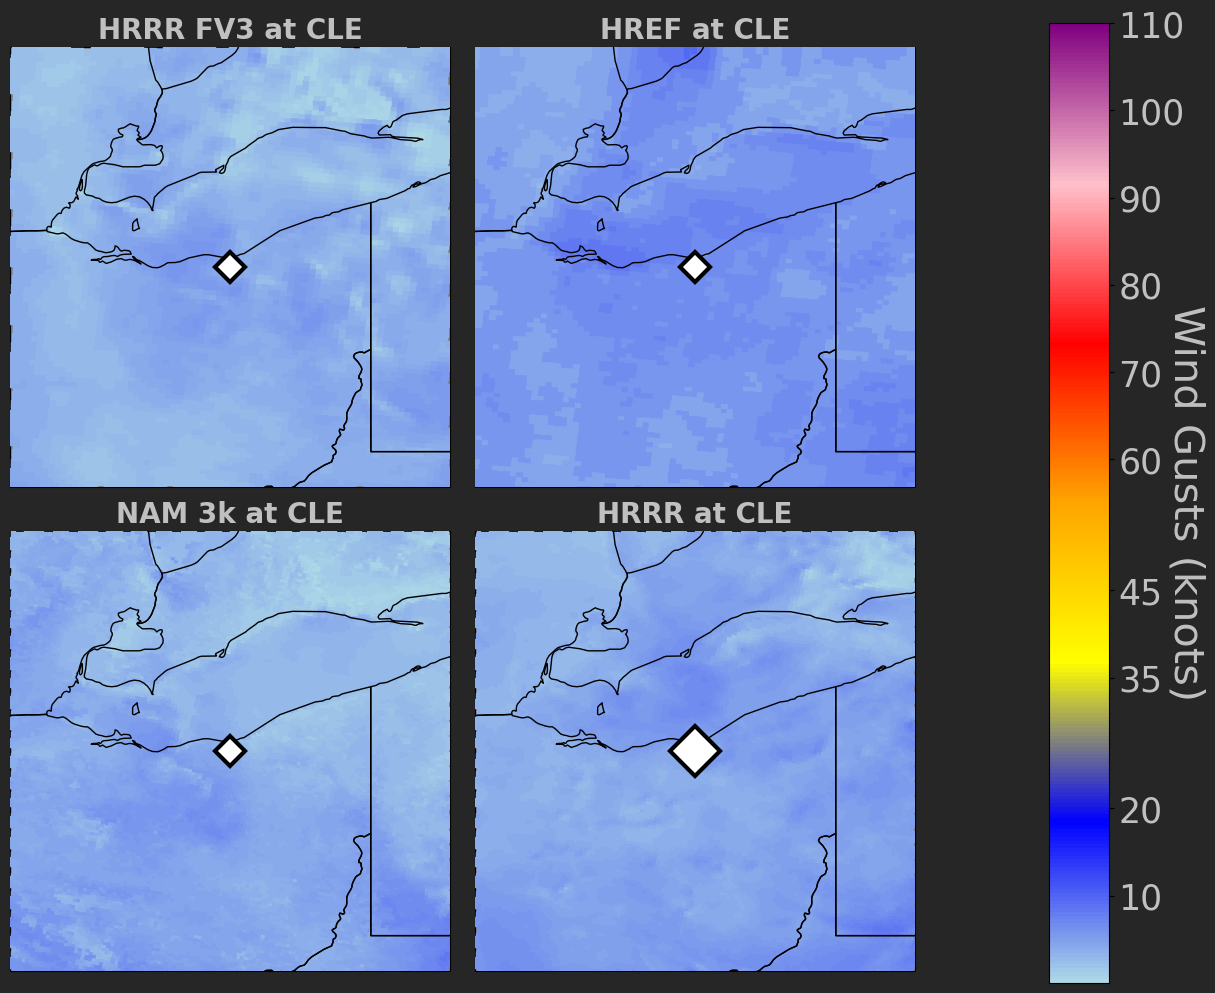 HRRR FV3 at CLE
HREF at CLE
NAM 3k at CLE
HRRR at CLE
110
100
90
80
70
60
45
35
20
10
Wind Gusts (knots)